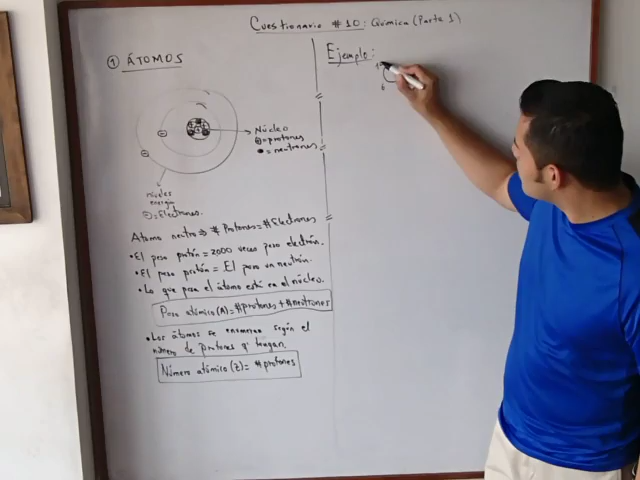 Cuestionario #10: Química (Parte 1)
① ÁTOMOS
Núcleo
⊕=protones
●=neutrones
niveles
energía
⊖=Electrones.
Atomo neutro ⇒ # Protones = # Electrones
• El peso protón = 2000 veces peso electrón.
• El peso protón = El peso un neutrón.
• Lo que pesa el átomo está en el núcleo.
Peso atómico (A) = #protones + #neutrones
• Los átomos se enumeran según el
número de protones q' tengan.
Número atómico (Z) = #protones
Ejemplo:
6